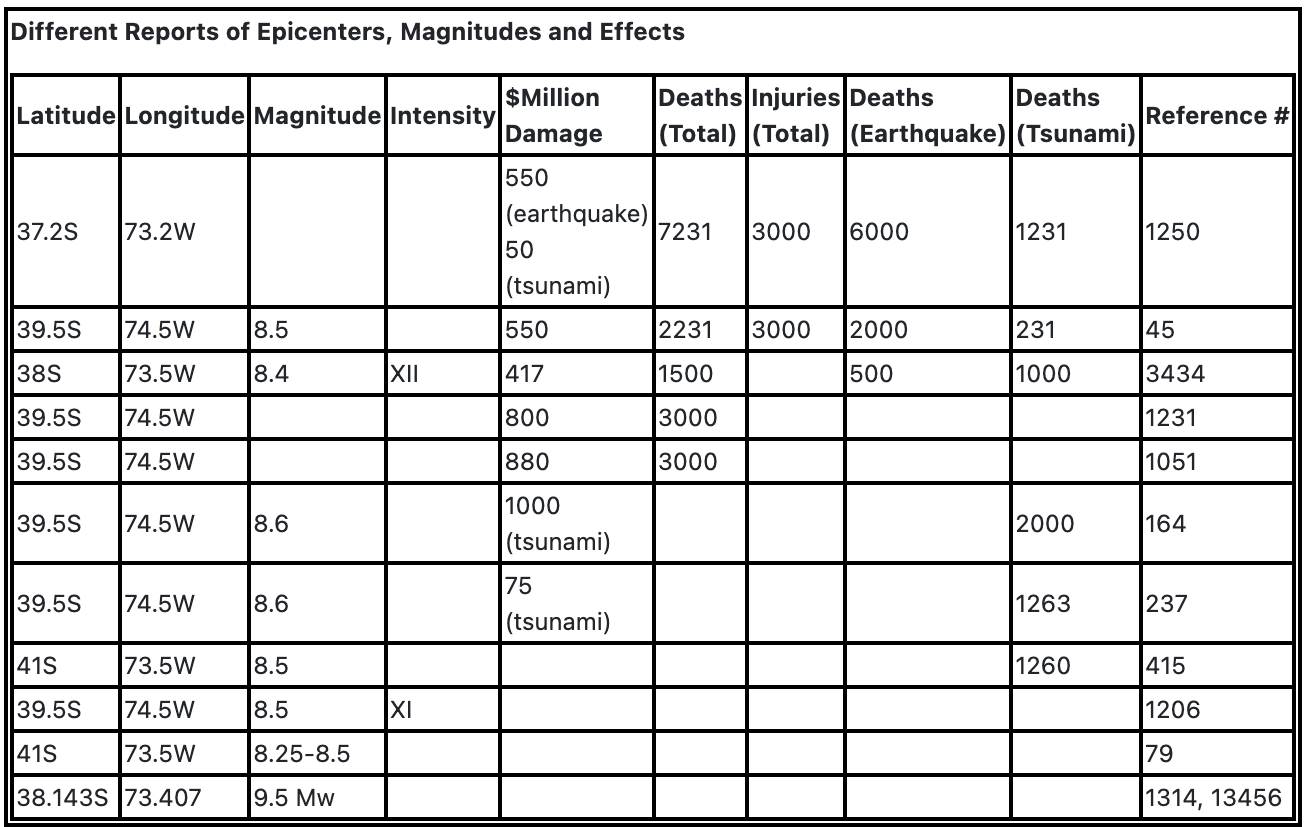 Different Reports of Epicenters, Magnitudes and Effects
Latitude Longitude Magnitude Intensity $Million Damage Deaths (Total) Injuries (Total) Deaths (Earthquake) Deaths (Tsunami) Reference #
37.2S 73.2W 550 (earthquake) 50 (tsunami) 7231 3000 6000 1231 1250
39.5S 74.5W 8.5 550 2231 3000 2000 231 45
38S 73.5W 8.4 XII 417 1500 500 1000 3434
39.5S 74.5W 800 3000 1231
39.5S 74.5W 880 3000 1051
39.5S 74.5W 8.6 1000 (tsunami) 2000 164
39.5S 74.5W 8.6 75 (tsunami) 1263 237
41S 73.5W 8.5 1260 415
39.5S 74.5W 8.5 XI 1206
41S 73.5W 8.25-8.5 79
38.143S 73.407 9.5 Mw 1314, 13456